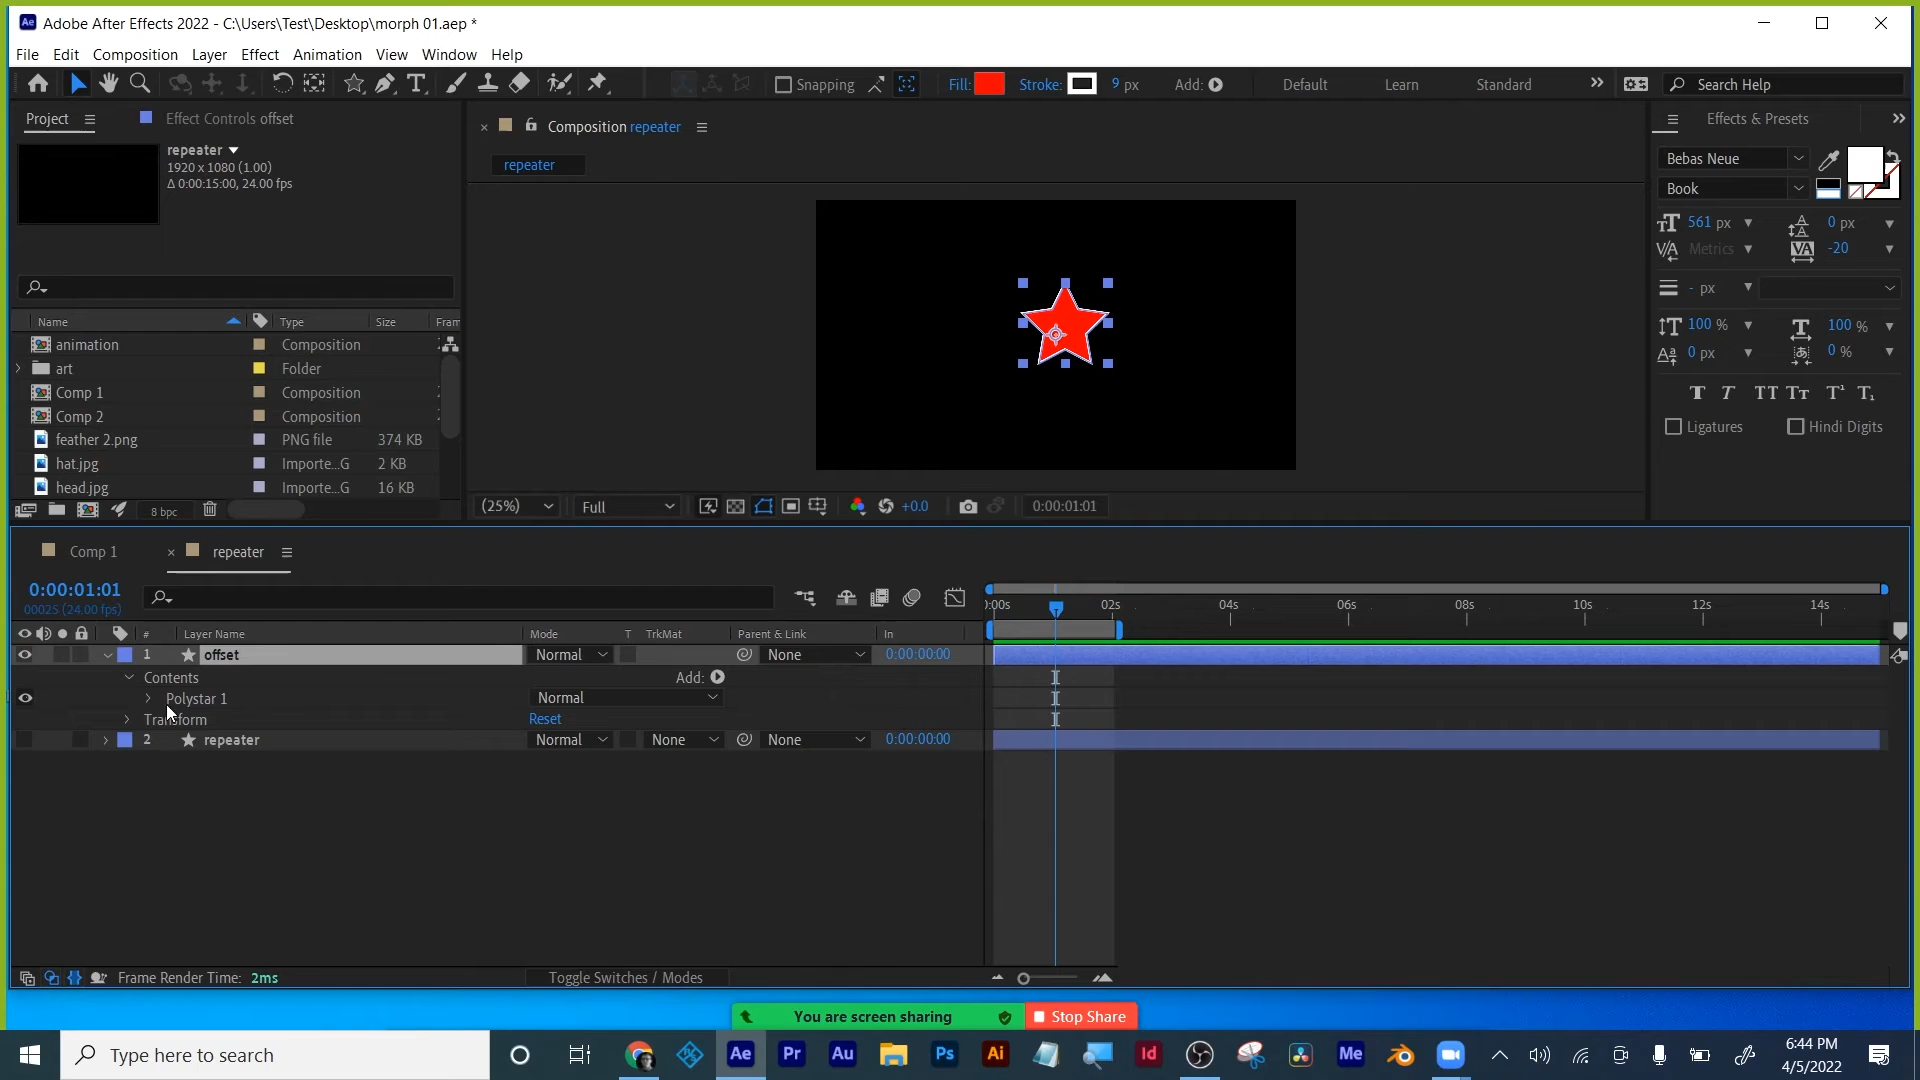 Adobe After Effects 2022 - C:\Users\Test\Desktop\morph 01.aep *
File Edit Composition Layer Effect Animation View Window Help
Snapping Fill: Stroke: 9 px Add: Default Learn Standard Search Help
Project Effect Controls offset
repeater
1920 x 1080 (1.00)
Δ 0:00:15:00, 24.00 fps
Composition repeater
repeater
Effects & Presets
Bebas Neue
Book
561 px 0 px
Metrics -20
- px
100 % 100 %
0 px 0 %
Ligatures Hindi Digits
Name Type Size Fram
animation Composition
art Folder
Comp 1 Composition
Comp 2 Composition
feather 2.png PNG file 374 KB
hat.jpg Importe...G 2 KB
head.jpg Importe...G 16 KB
8 bpc
(25%) Full +0.0 0:00:01:01
Comp 1 repeater
0:00:01:01
00025 (24.00 fps)
):00s 02s 04s 06s 08s 10s 12s 14s
# Layer Name Mode T TrkMat Parent & Link In
1 offset Normal None 0:00:00:00
Contents Add:
Polystar 1 Normal
Transform Reset
2 repeater Normal None None 0:00:00:00
Frame Render Time: 2ms Toggle Switches / Modes
You are screen sharing Stop Share
Type here to search
Ae Pr Au Ps Ai Id Me
6:44 PM
4/5/2022